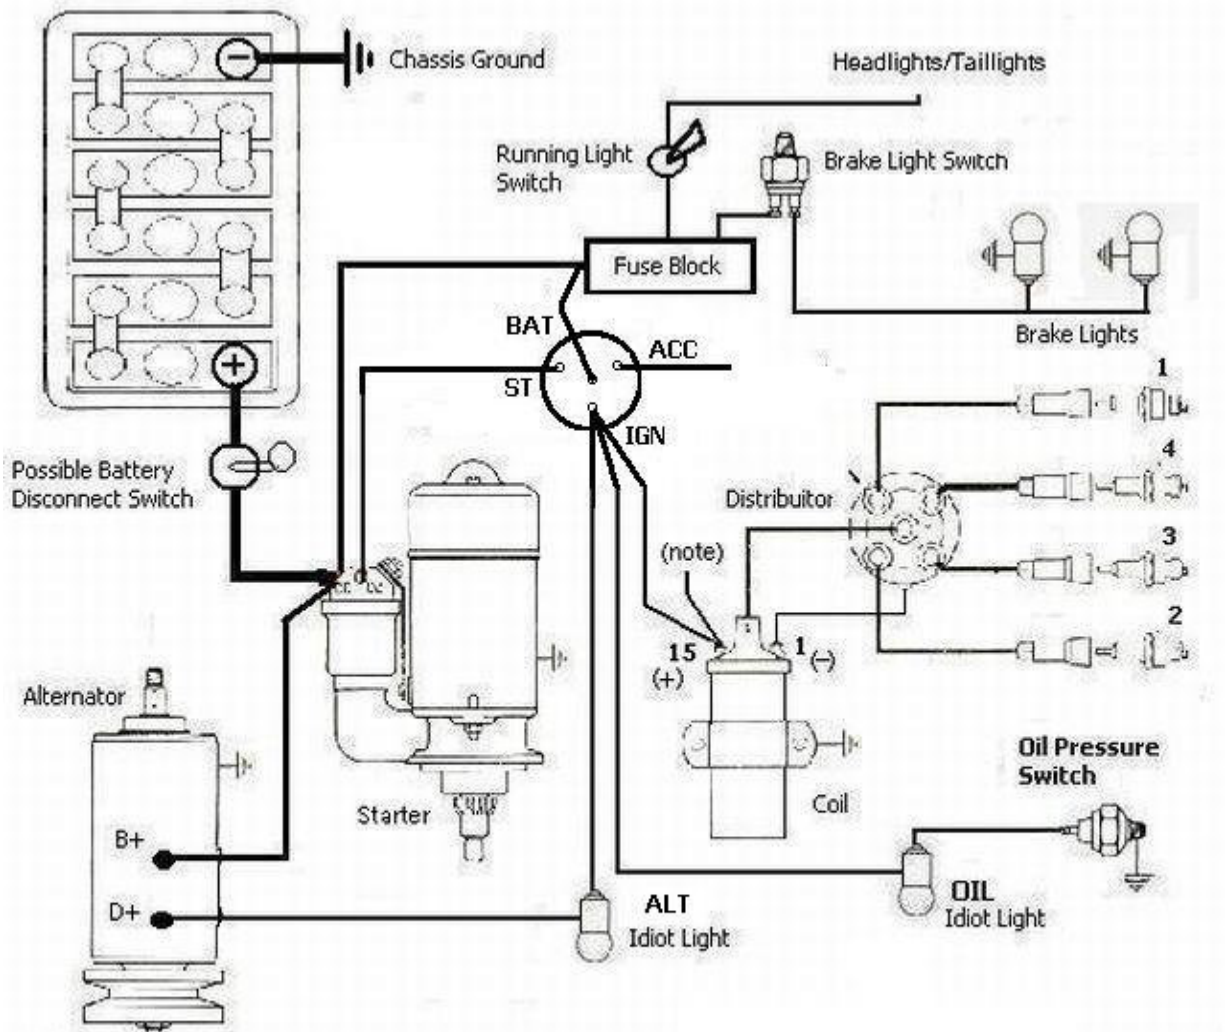 Chassis Ground
Headlights/Taillights
Running Light
Switch
Brake Light Switch
Fuse Block
Brake Lights
BAT
ACC
ST
IGN
1
4
3
2
Possible Battery
Disconnect Switch
Distribuitor
(note)
15
(+)
1
(-)
Alternator
Starter
Coil
Oil Pressure
Switch
B+
D+
ALT
Idiot Light
OIL
Idiot Light